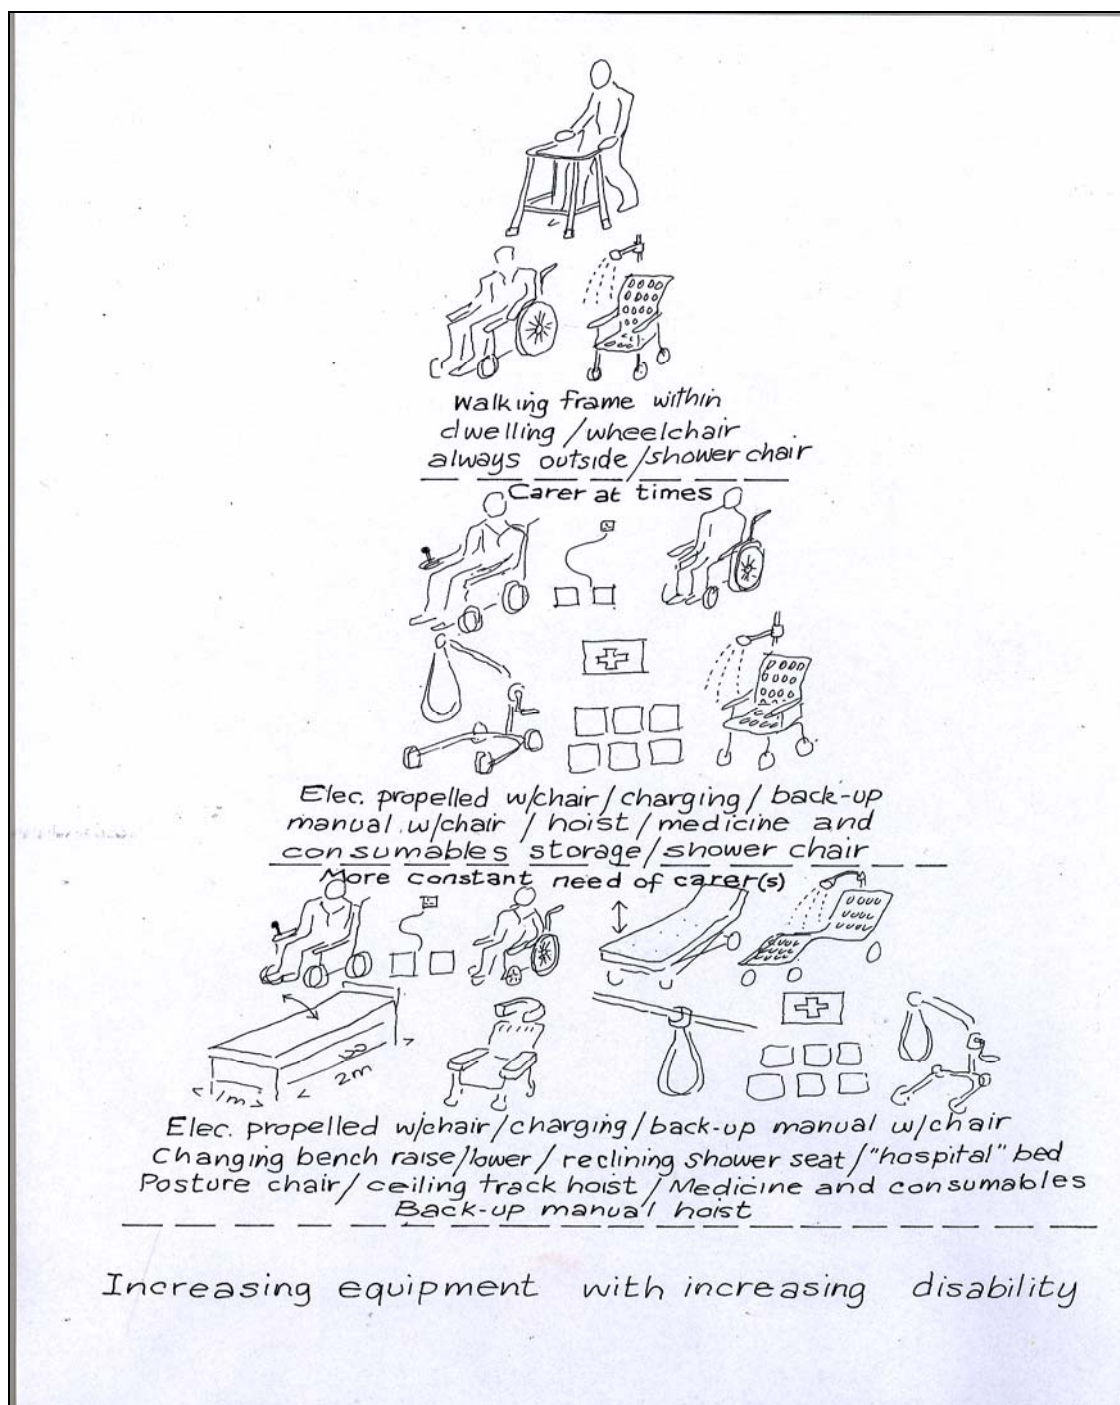 Walking frame within
dwelling / wheelchair
always outside / shower chair
Carer at times
Elec. propelled w/chair / charging / back-up
manual w/chair / hoist / medicine and
consumables storage / shower chair
More constant need of carer(s)
2m
1m
Elec. propelled w/chair / charging / back-up manual w/chair
Changing bench raise/lower / reclining shower seat / "hospital" bed
Posture chair / ceiling track hoist / Medicine and consumables
Back-up manual hoist
Increasing equipment with increasing disability